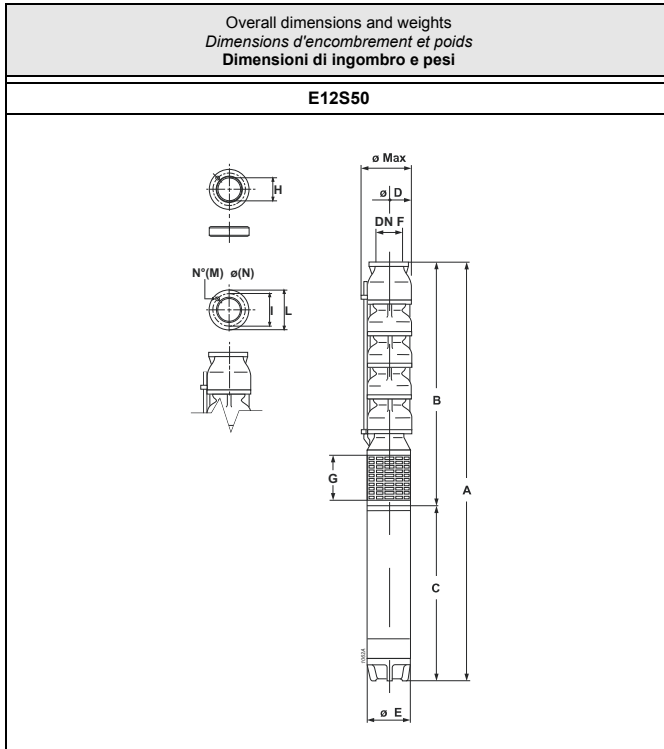 Overall dimensions and weights
Dimensions d'encombrement et poids
Dimensioni di ingombro e pesi
E12S50
ø Max
ø D
DN F
H
N°(M) ø(N)
I
L
B
A
G
C
ø E